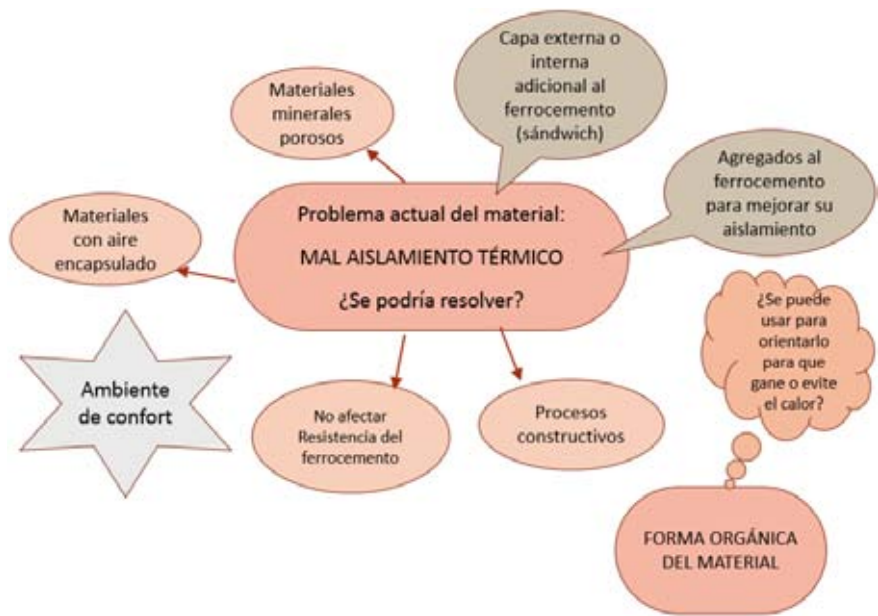 Capa externa o
interna
adicional al
ferrocemento
(sándwich)
Materiales
minerales
porosos
Agregados al
ferrocemento
para mejorar su
aislamiento
Problema actual del material:
MAL AISLAMIENTO TÉRMICO
¿Se podría resolver?
Materiales
con aire
encapsulado
¿Se puede
usar para
orientarlo
para que
gane o evite
el calor?
Ambiente
de confort
No afectar
Resistencia del
ferrocemento
Procesos
constructivos
FORMA ORGÁNICA
DEL MATERIAL